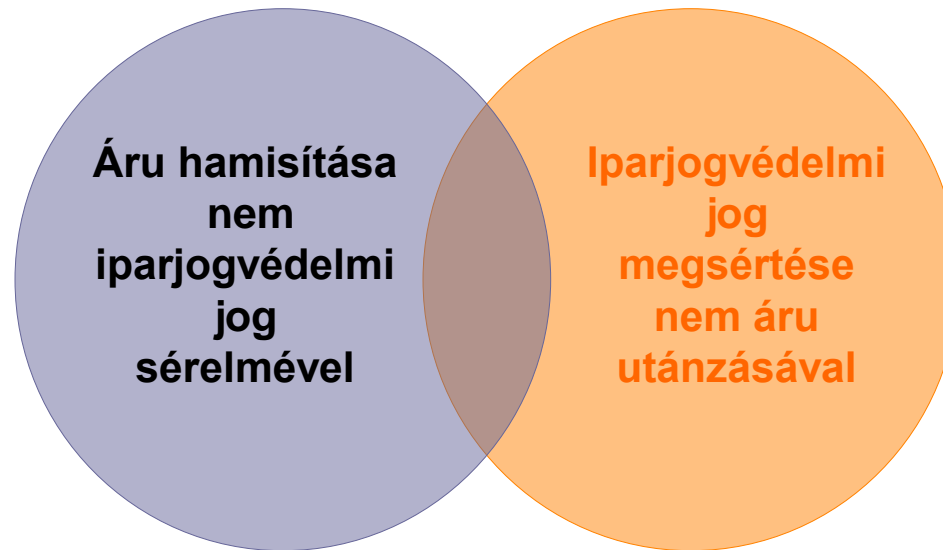 Áru hamisítása
nem
iparjogvédelmi
jog
sérelmével
Iparjogvédelmi
jog
megsértése
nem áru
utánzásával